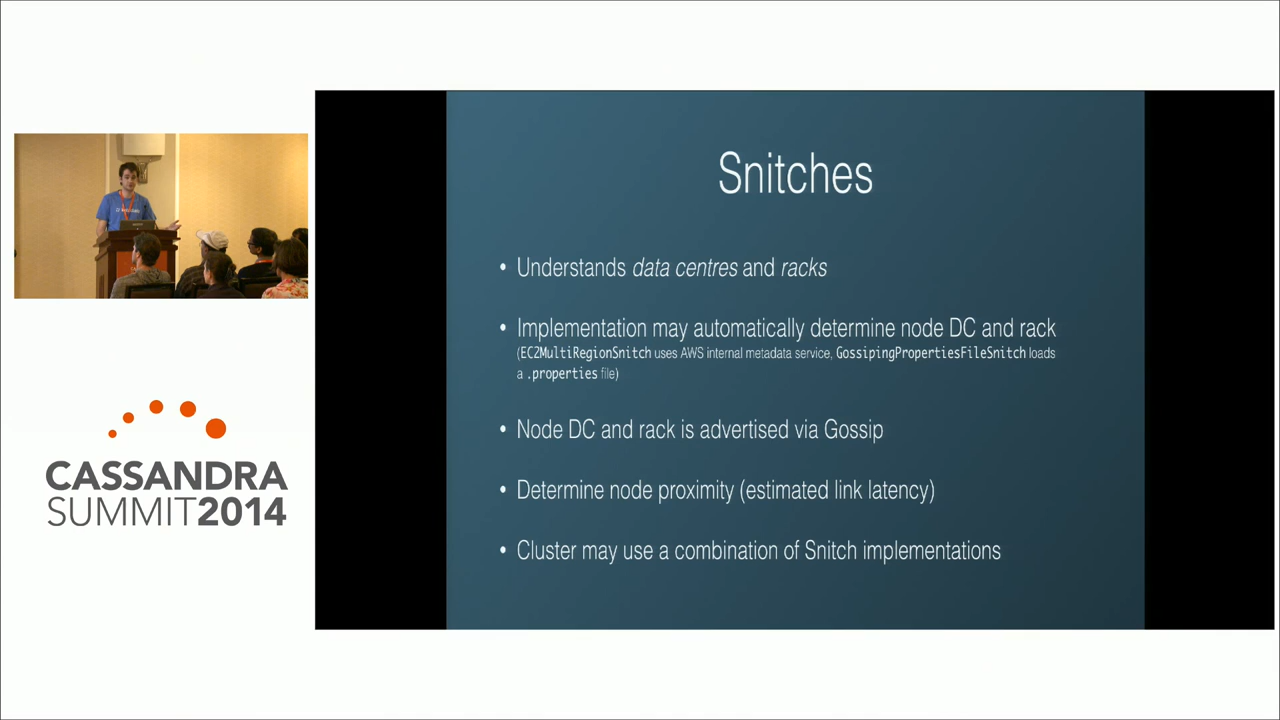 Snitches
• Understands data centres and racks
• Implementation may automatically determine node DC and rack
(EC2MultiRegionSnitch uses AWS internal metadata service, GossipingPropertiesFileSnitch loads
a .properties file)
• Node DC and rack is advertised via Gossip
• Determine node proximity (estimated link latency)
• Cluster may use a combination of Snitch implementations
CASSANDRA
SUMMIT2014